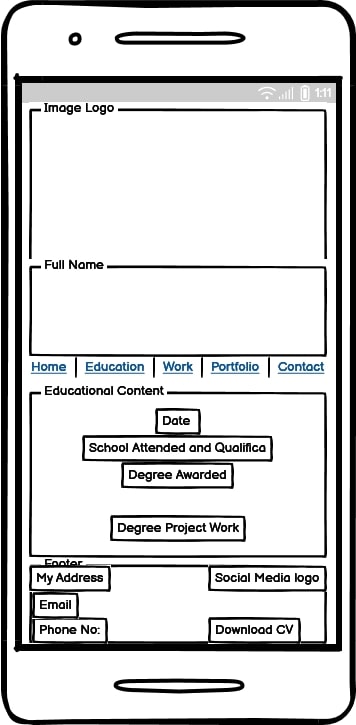 1:11
Image Logo
Full Name
Home | Education | Work | Portfolio | Contact
Educational Content
Date
School Attended and Qualifica
Degree Awarded
Degree Project Work
Footer
My Address Social Media logo
Email
Phone No: Download CV